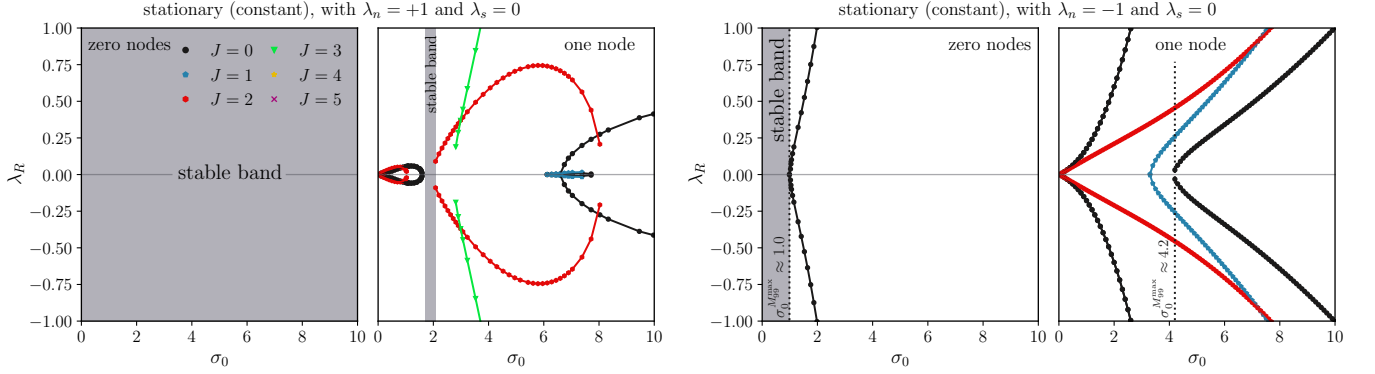 stationary (constant), with λₙ = +1 and λₛ = 0
zero nodes
J = 0
J = 1
J = 2
J = 3
J = 4
J = 5
stable band
λ_R
1.00
0.75
0.50
0.25
0.00
−0.25
−0.50
−0.75
−1.00
0 2 4 6 8 10
σ₀
one node
stable band
0 2 4 6 8 10
σ₀
stationary (constant), with λₙ = −1 and λₛ = 0
zero nodes
stable band
σ₀^{M₉₉^{max}} ≈ 1.0
λ_R
1.00
0.75
0.50
0.25
0.00
−0.25
−0.50
−0.75
−1.00
0 2 4 6 8 10
σ₀
one node
σ₀^{M₉₉^{max}} ≈ 4.2
0 2 4 6 8 10
σ₀